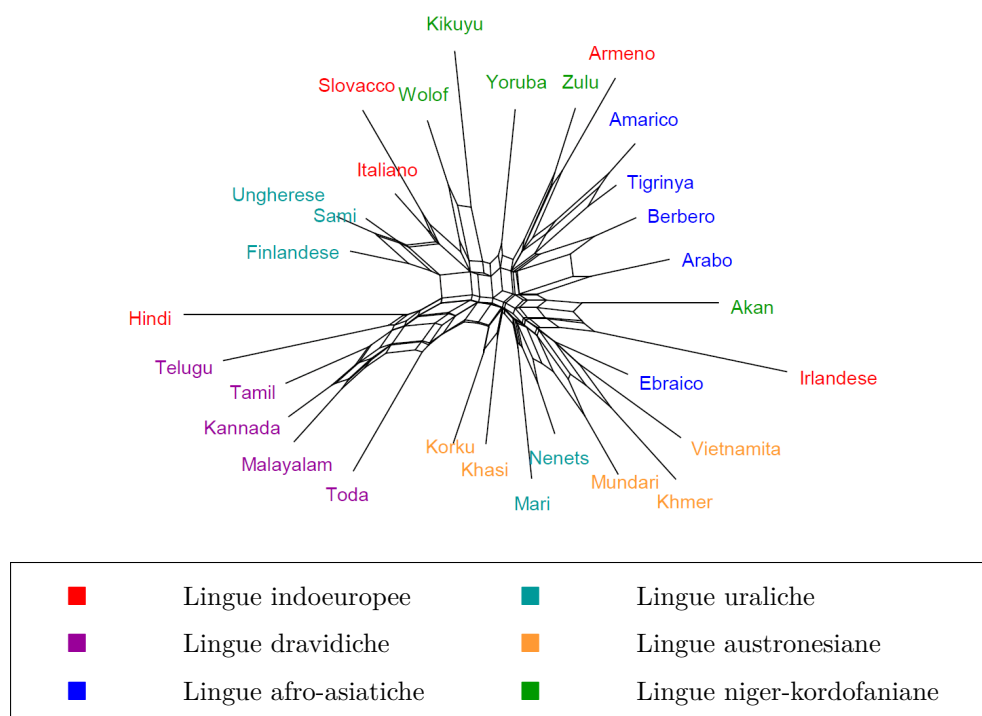 Kikuyu
Armeno
Slovacco
Wolof
Yoruba
Zulu
Amarico
Italiano
Tigrinya
Ungherese
Sami
Berbero
Finlandese
Arabo
Akan
Hindi
Telugu
Irlandese
Tamil
Ebraico
Kannada
Korku
Vietnamita
Malayalam
Khasi
Nenets
Toda
Mundari
Mari
Khmer
Lingue indoeuropee
Lingue uraliche
Lingue dravidiche
Lingue austronesiane
Lingue afro-asiatiche
Lingue niger-kordofaniane